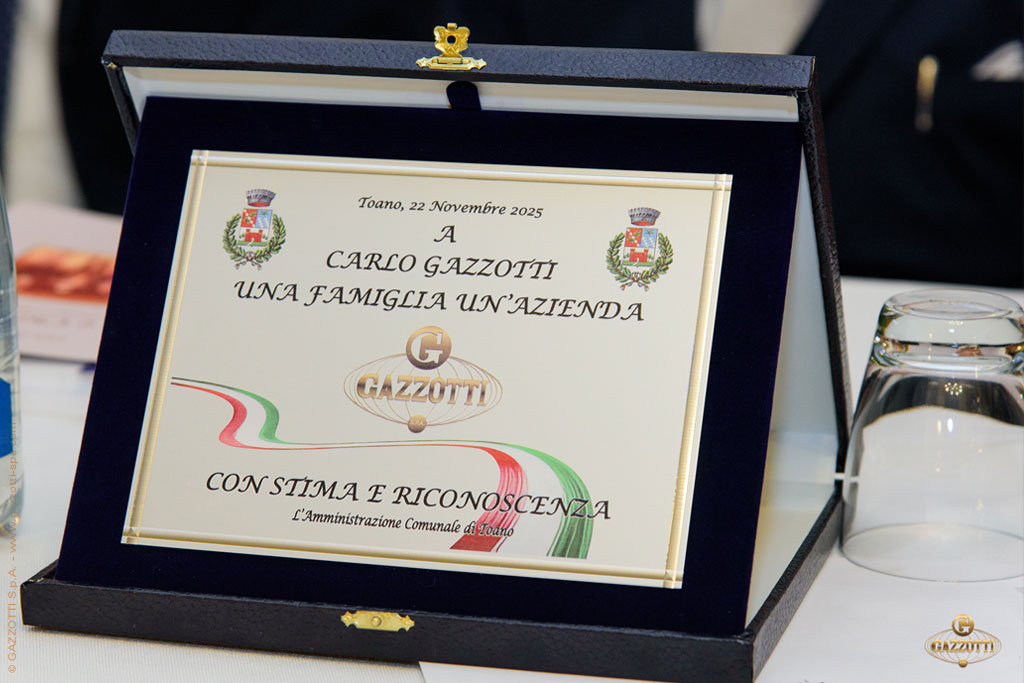 Toano, 22 Novembre 2025
A
CARLO GAZZOTTI
UNA FAMIGLIA UN'AZIENDA
G
GAZZOTTI
CON STIMA E RICONOSCENZA
L'Amministrazione Comunale di Toano
G
GAZZOTTI
© GAZZOTTI S.p.A. -